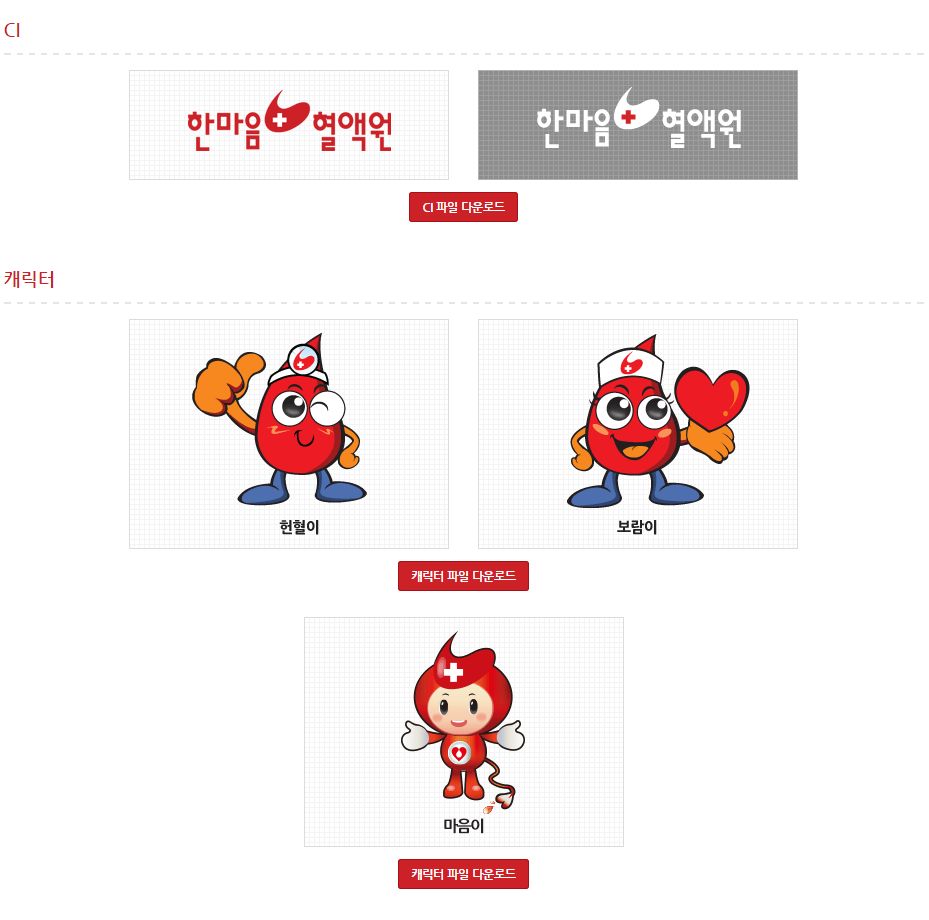 CI
한마음 혈액원
한마음 혈액원
CI 파일 다운로드
캐릭터
헌혈이
보람이
캐릭터 파일 다운로드
마음이
캐릭터 파일 다운로드